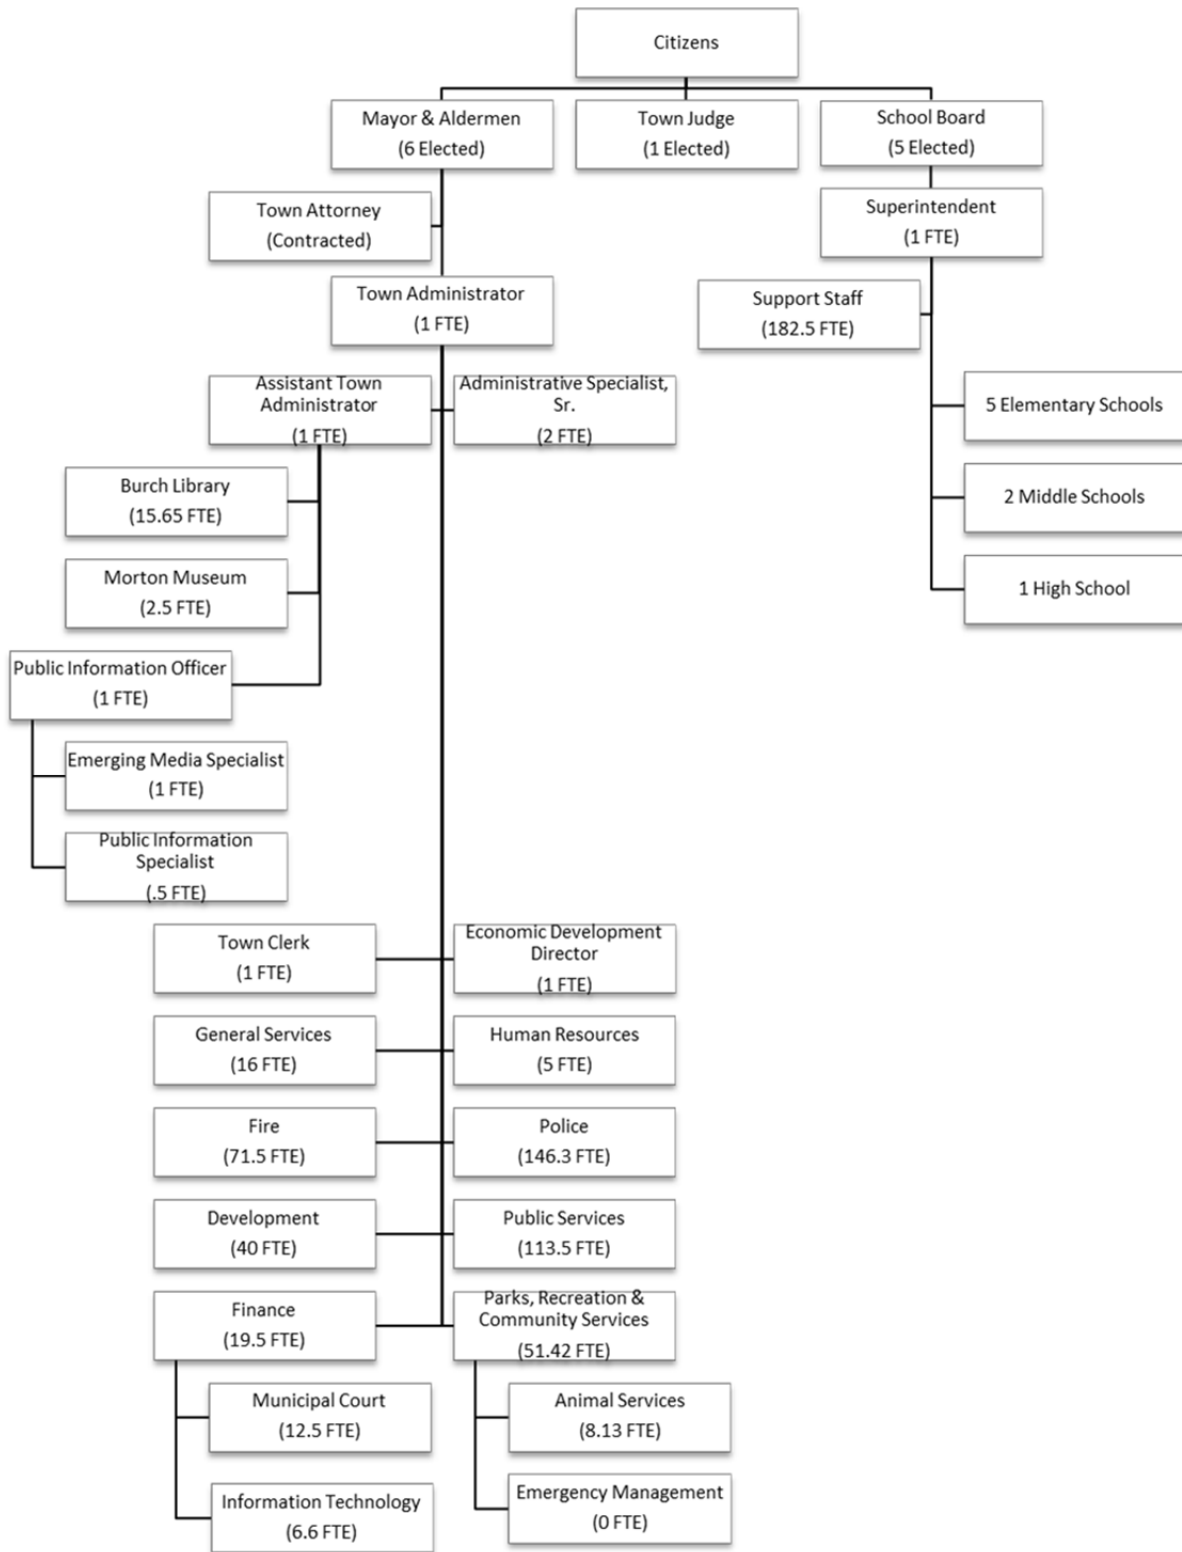 Citizens
Mayor & Aldermen
(6 Elected)
Town Judge
(1 Elected)
School Board
(5 Elected)
Town Attorney
(Contracted)
Superintendent
(1 FTE)
Town Administrator
(1 FTE)
Support Staff
(182.5 FTE)
Assistant Town
Administrator
(1 FTE)
Administrative Specialist,
Sr.
(2 FTE)
5 Elementary Schools
Burch Library
(15.65 FTE)
2 Middle Schools
Morton Museum
(2.5 FTE)
1 High School
Public Information Officer
(1 FTE)
Emerging Media Specialist
(1 FTE)
Public Information
Specialist
(.5 FTE)
Town Clerk
(1 FTE)
Economic Development
Director
(1 FTE)
General Services
(16 FTE)
Human Resources
(5 FTE)
Fire
(71.5 FTE)
Police
(146.3 FTE)
Development
(40 FTE)
Public Services
(113.5 FTE)
Finance
(19.5 FTE)
Parks, Recreation &
Community Services
(51.42 FTE)
Municipal Court
(12.5 FTE)
Animal Services
(8.13 FTE)
Information Technology
(6.6 FTE)
Emergency Management
(0 FTE)